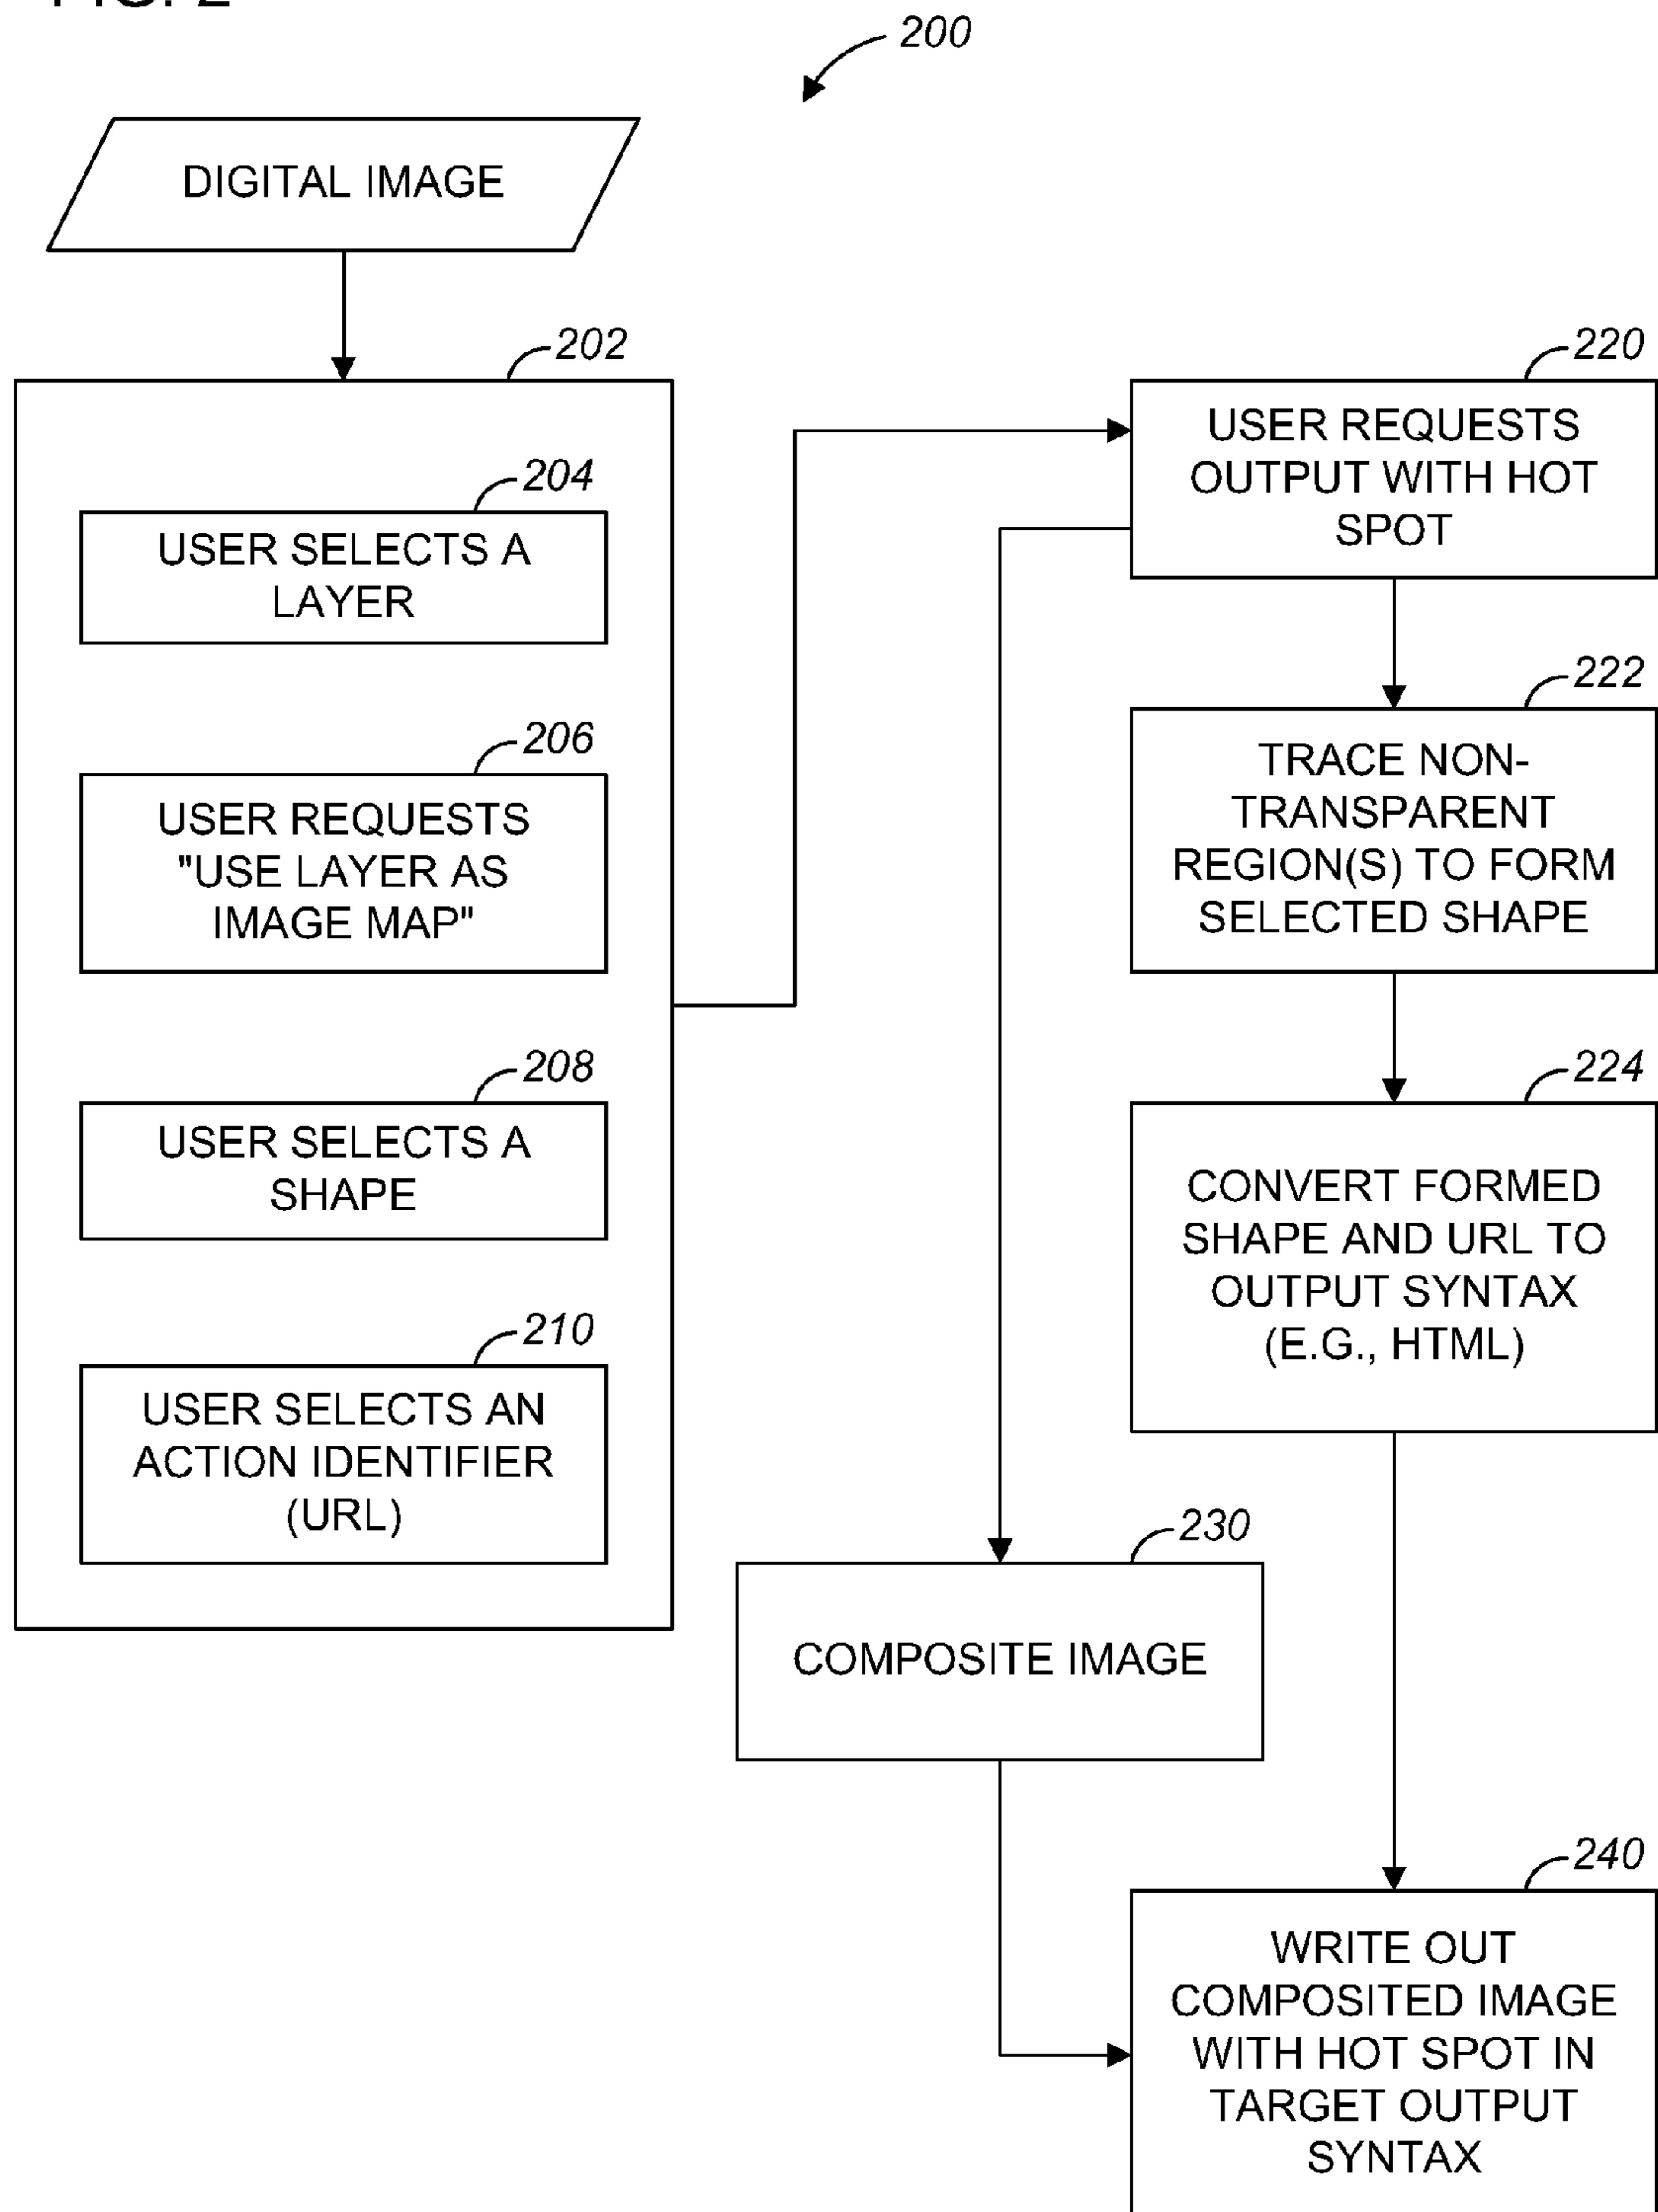 FIG. 2
200
DIGITAL IMAGE
202
204
USER SELECTS A
LAYER
206
USER REQUESTS
"USE LAYER AS
IMAGE MAP"
208
USER SELECTS A
SHAPE
210
USER SELECTS AN
ACTION IDENTIFIER
(URL)
220
USER REQUESTS
OUTPUT WITH HOT
SPOT
222
TRACE NON-
TRANSPARENT
REGION(S) TO FORM
SELECTED SHAPE
224
CONVERT FORMED
SHAPE AND URL TO
OUTPUT SYNTAX
(E.G., HTML)
230
COMPOSITE IMAGE
240
WRITE OUT
COMPOSITED IMAGE
WITH HOT SPOT IN
TARGET OUTPUT
SYNTAX